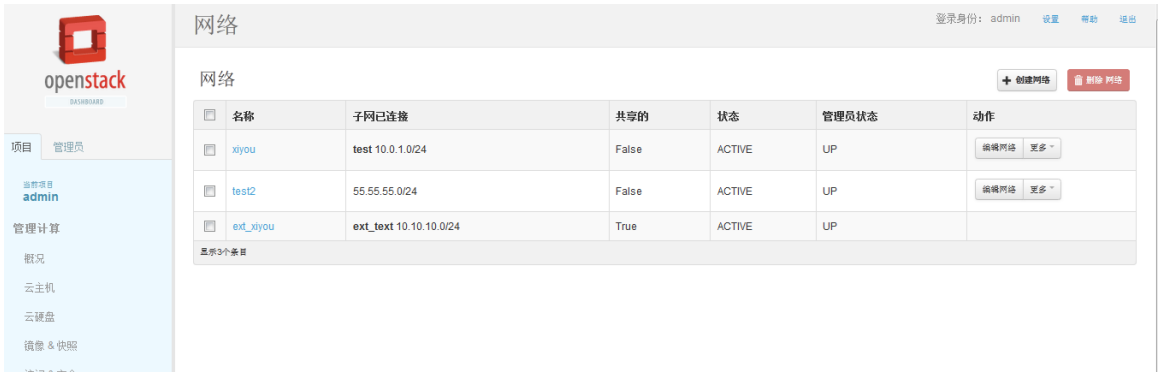 网络
登录身份: admin 设置 帮助 退出
openstack
DASHBOARD
网络
+ 创建网络 删除 网络
名称 子网已连接 共享的 状态 管理员状态 动作
项目 管理员
xiyou test 10.0.1.0/24 False ACTIVE UP 编辑网络 更多
当前项目
admin
test2 55.55.55.0/24 False ACTIVE UP 编辑网络 更多
管理计算
ext_xiyou ext_text 10.10.10.0/24 True ACTIVE UP
显示3个条目
概况
云主机
云硬盘
镜像 & 快照